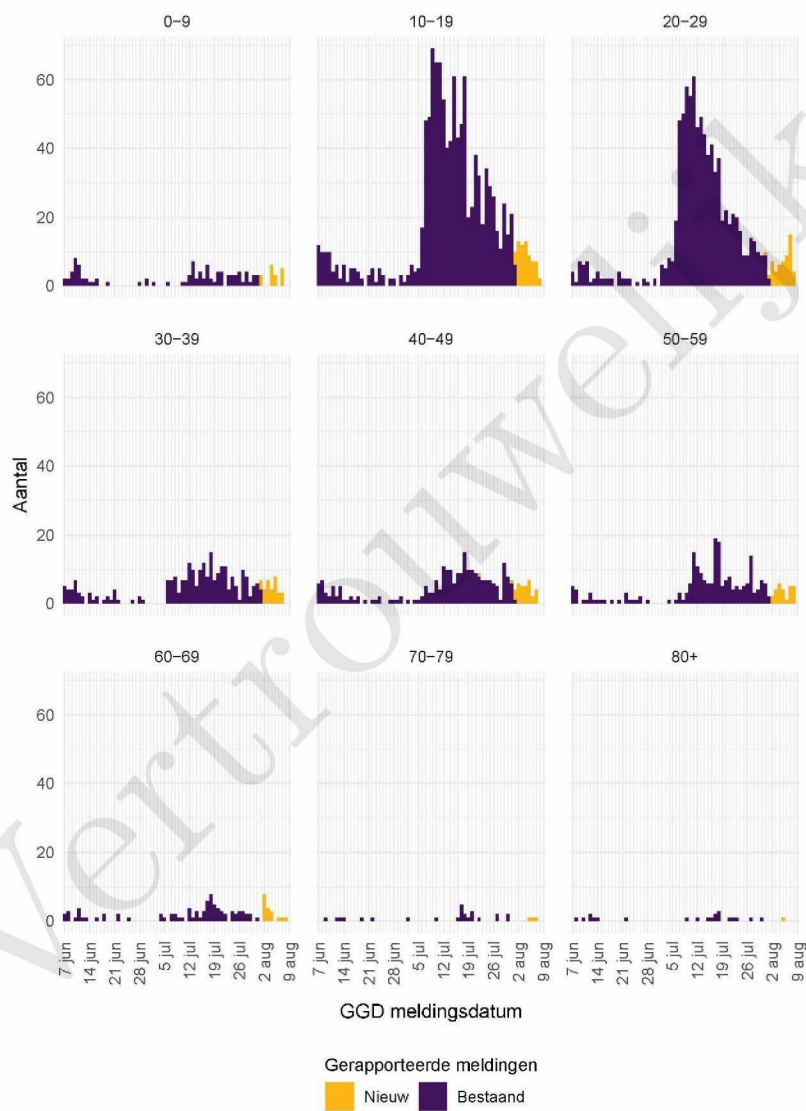 0−9 10−19 20−29
60
40
20
0
30−39 40−49 50−59
60
40
20
0
Aantal
60−69 70−79 80+
60
40
20
0
7 jun 14 jun 21 jun 28 jun 5 jul 12 jul 19 jul 26 jul 2 aug 9 aug 7 jun 14 jun 21 jun 28 jun 5 jul 12 jul 19 jul 26 jul 2 aug 9 aug 7 jun 14 jun 21 jun 28 jun 5 jul 12 jul 19 jul 26 jul 2 aug 9 aug
GGD meldingsdatum
Gerapporteerde meldingen
Nieuw Bestaand
Vertrouwelijk